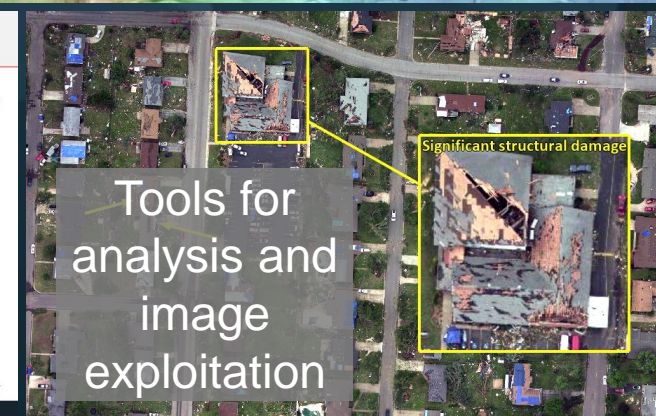 Significant structural damage
Tools for
analysis and
image
exploitation